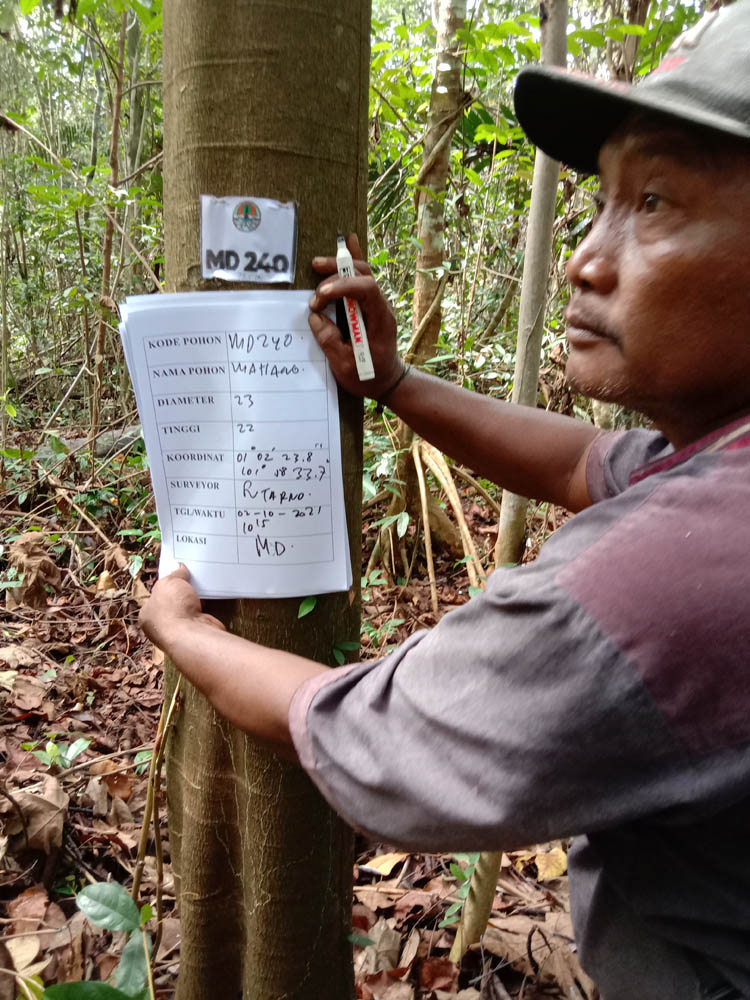 MD 240
KODE POHON MD240.
NAMA POHON MAHANG.
DIAMETER 23
TINGGI 22
KOORDINAT 01° 02' 23.8"
101° 58' 33.7
SURVEYOR R TARNO.
TGL/WAKTU 02-10-2021
10 15
LOKASI M.D.
SNOWMAN